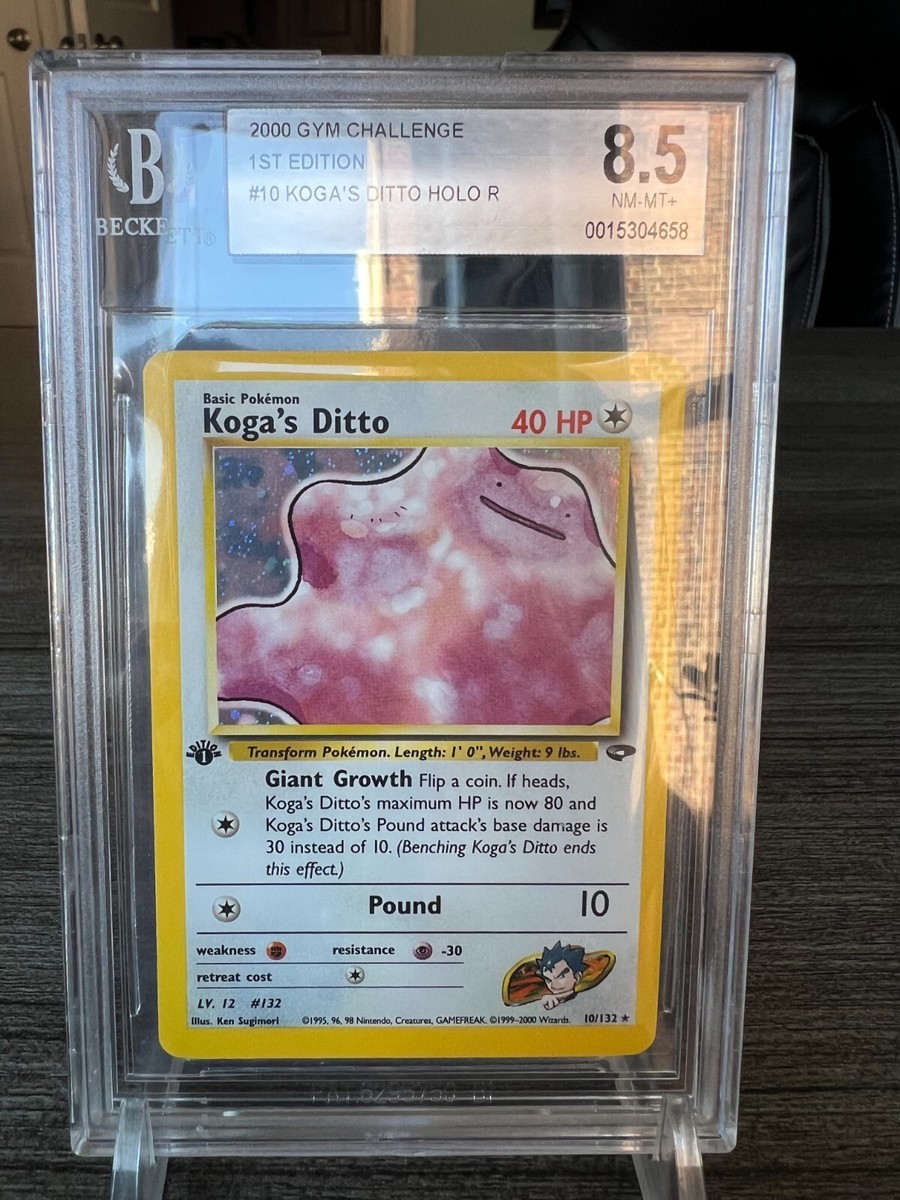 B
BECKETT®
2000 GYM CHALLENGE
1ST EDITION
#10 KOGA'S DITTO HOLO R
8.5
NM-MT+
0015304658
Basic Pokémon
Koga's Ditto
40 HP
EDITION
1
Transform Pokémon. Length: 1' 0", Weight: 9 lbs.
Giant Growth Flip a coin. If heads,
Koga's Ditto's maximum HP is now 80 and
Koga's Ditto's Pound attack's base damage is
30 instead of 10. (Benching Koga's Ditto ends
this effect.)
Pound 10
weakness resistance -30
retreat cost
LV. 12 #132
Illus. Ken Sugimori ©1995, 96, 98 Nintendo, Creatures, GAMEFREAK. ©1999-2000 Wizards. 10/132 ★